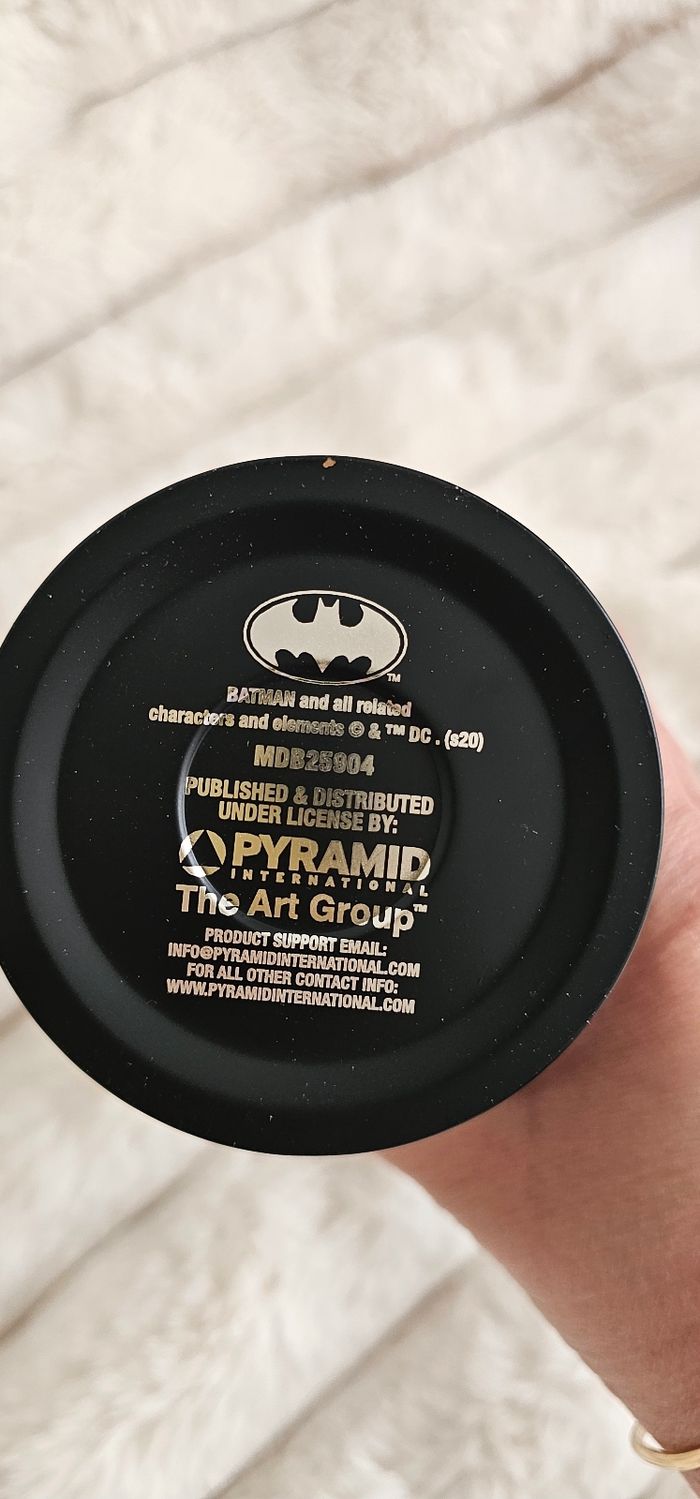 TM
BATMAN and all related
characters and elements © & ™ DC . (s20)
MDB25904
PUBLISHED & DISTRIBUTED
UNDER LICENSE BY:
PYRAMID
INTERNATIONAL
The Art Group™
PRODUCT SUPPORT EMAIL:
INFO@PYRAMIDINTERNATIONAL.COM
FOR ALL OTHER CONTACT INFO:
WWW.PYRAMIDINTERNATIONAL.COM